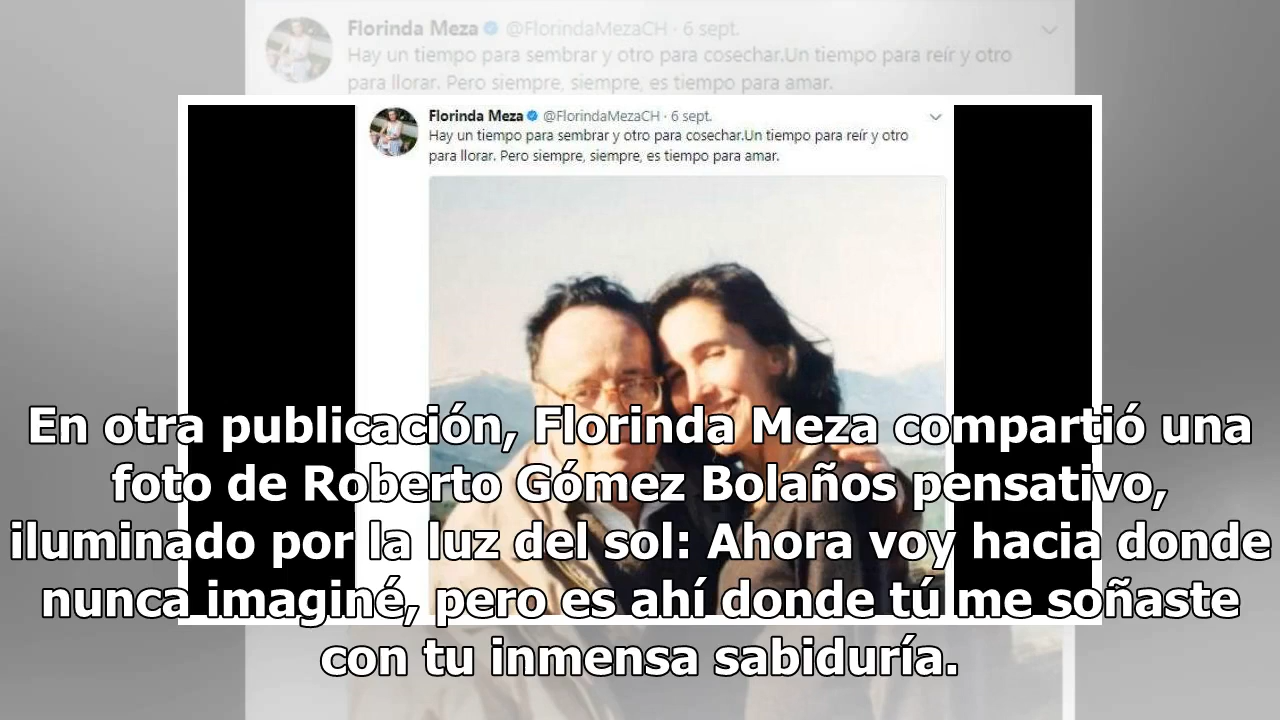 Florinda Meza @FlorindaMezaCH · 6 sept.
Hay un tiempo para sembrar y otro para cosechar.Un tiempo para reír y otro
para llorar. Pero siempre, siempre, es tiempo para amar.
Florinda Meza @FlorindaMezaCH · 6 sept.
Hay un tiempo para sembrar y otro para cosechar.Un tiempo para reír y otro
para llorar. Pero siempre, siempre, es tiempo para amar.
En otra publicación, Florinda Meza compartió una
foto de Roberto Gómez Bolaños pensativo,
iluminado por la luz del sol: Ahora voy hacia donde
nunca imaginé, pero es ahí donde tú me soñaste
con tu inmensa sabiduría.